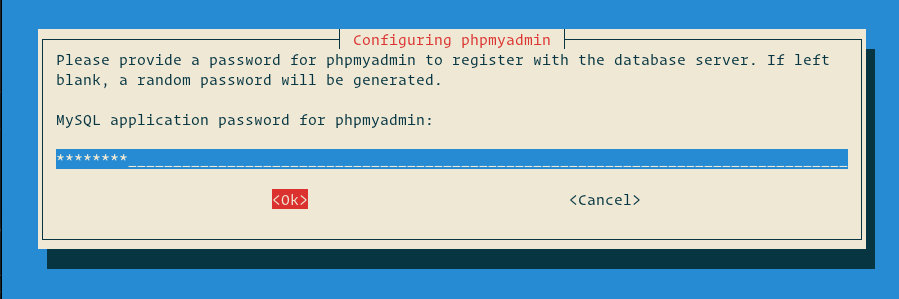 Configuring phpmyadmin
Please provide a password for phpmyadmin to register with the database server. If left
blank, a random password will be generated.
MySQL application password for phpmyadmin:
********________________________________________________________________________
<Ok> <Cancel>